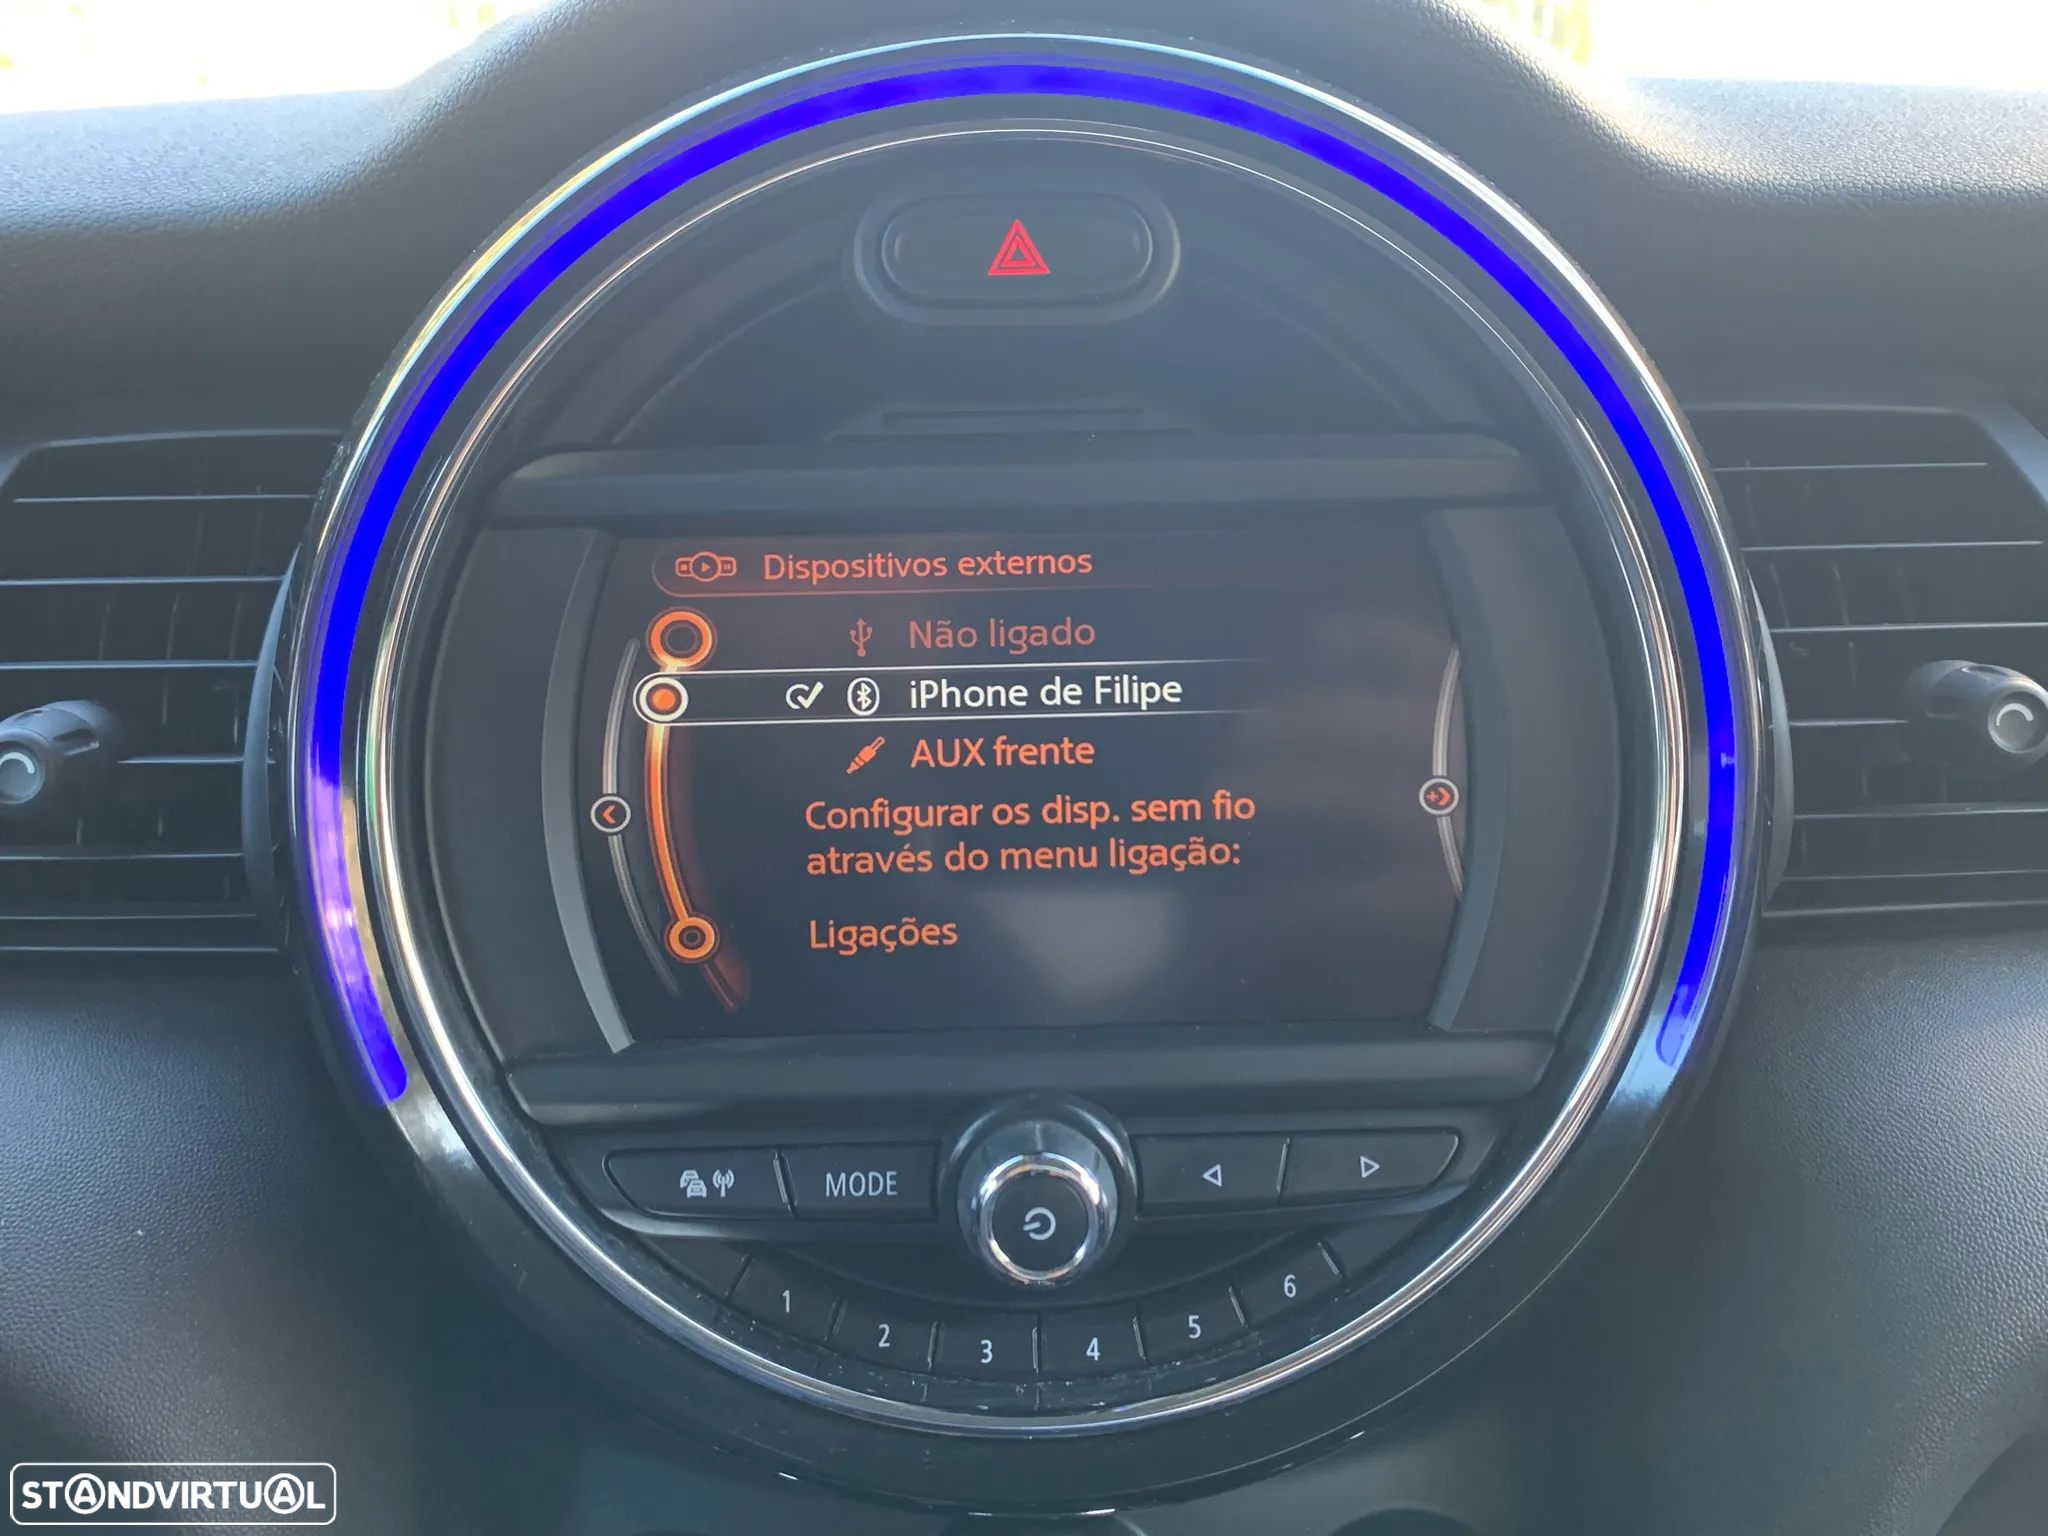 Dispositivos externos
Não ligado
iPhone de Filipe
AUX frente
Configurar os disp. sem fio
através do menu ligação:
Ligações
MODE
1 2 3 4 5 6
STANDVIRTUAL